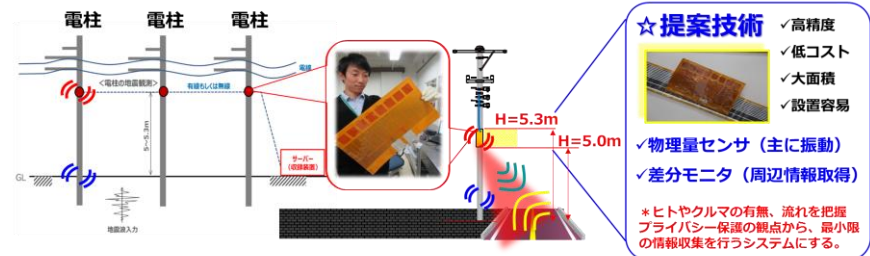 電柱
電柱
電柱
電線
<電柱の地震観測>
有線もしくは無線
5～5.3m
サーバー
(収録装置)
GL
地震波入力
H=5.3m
H=5.0m
☆提案技術
✓高精度
✓低コスト
✓大面積
✓設置容易
✓物理量センサ（主に振動）
✓差分モニタ（周辺情報取得）
＊ヒトやクルマの有無、流れを把握
プライバシー保護の観点から、最小限
の情報収集を行うシステムにする。